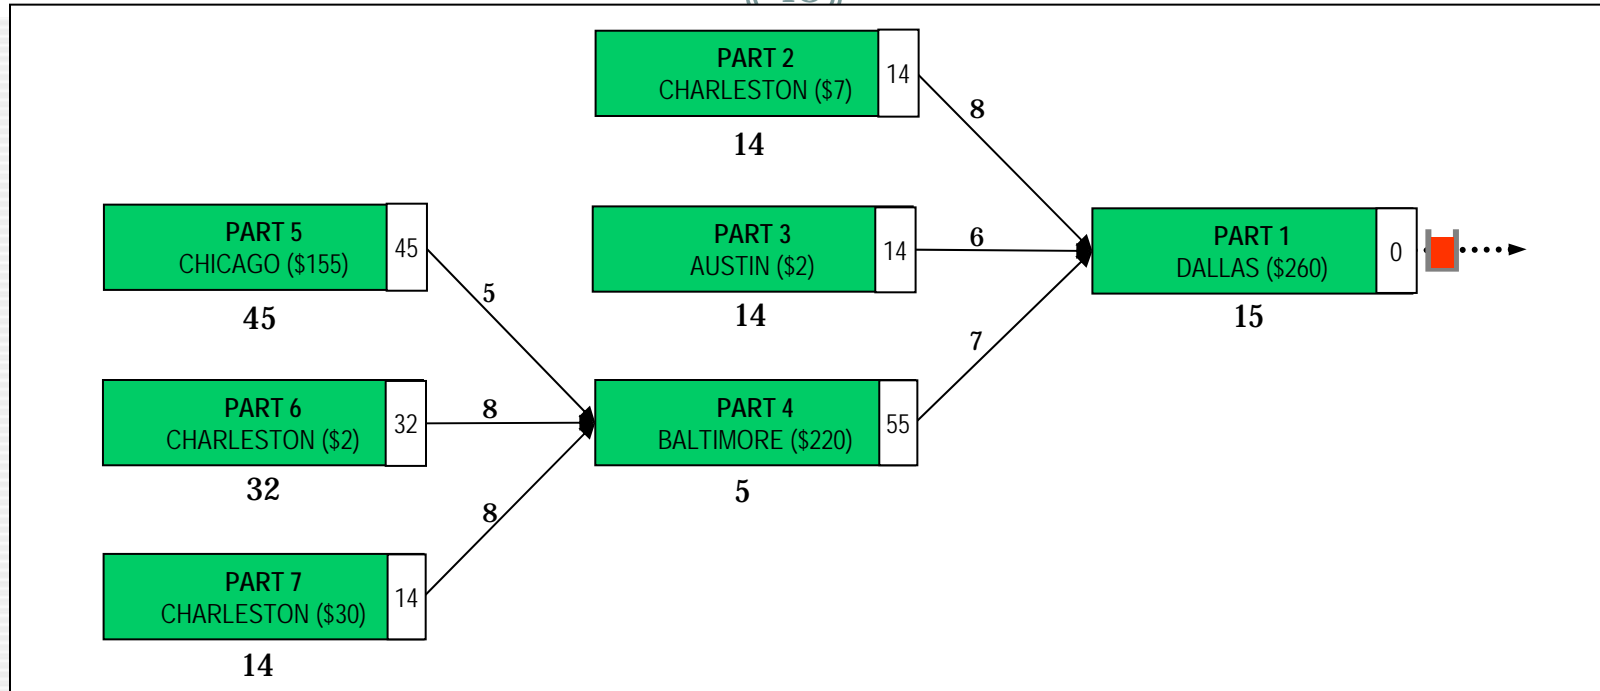 PART 2
CHARLESTON ($7)
14
14
8
PART 5
CHICAGO ($155)
45
45
5
PART 3
AUSTIN ($2)
14
14
6
PART 1
DALLAS ($260)
0
15
PART 6
CHARLESTON ($2)
32
32
8
PART 4
BALTIMORE ($220)
55
5
7
PART 7
CHARLESTON ($30)
14
14
8